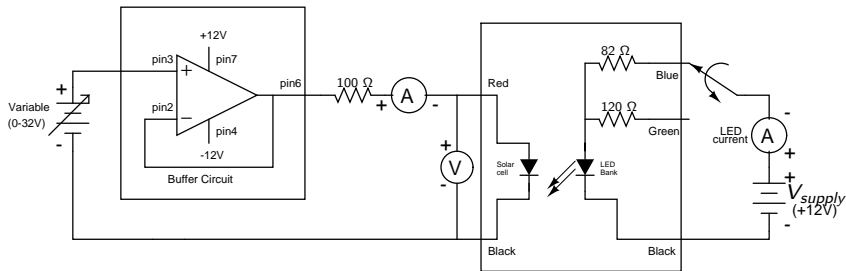 +12V
pin3
pin7
pin6
+
+
Variable
(0-32V)
-
pin2
−
pin4
-12V
Buffer Circuit
100 Ω
+
A
-
Red
+
V
-
Solar
cell
Black
82 Ω
Blue
120 Ω
Green
LED
Bank
Black
-
LED
current
A
+
+
Vsupply
(+12V)
-